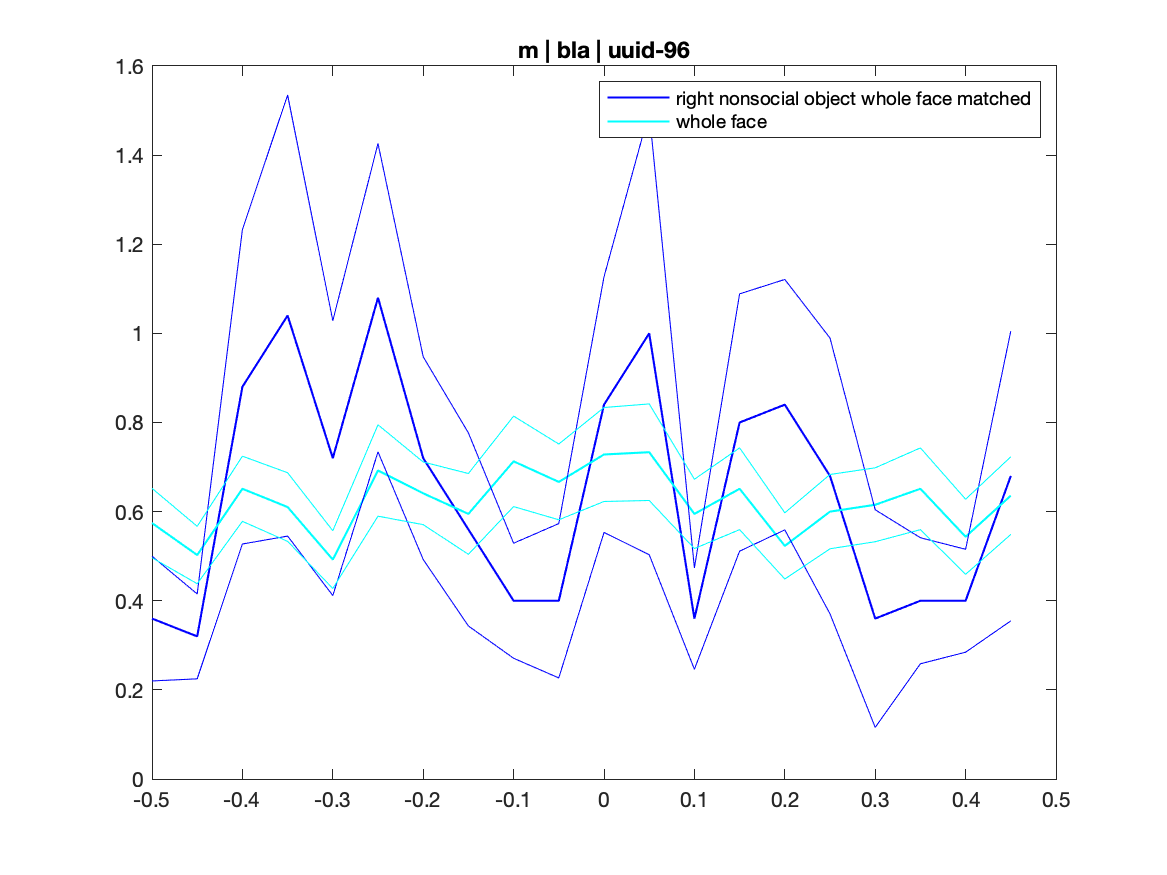 m | bla | uuid-96
right nonsocial object whole face matched
whole face
1.6
1.4
1.2
1
0.8
0.6
0.4
0.2
0
-0.5 -0.4 -0.3 -0.2 -0.1 0 0.1 0.2 0.3 0.4 0.5